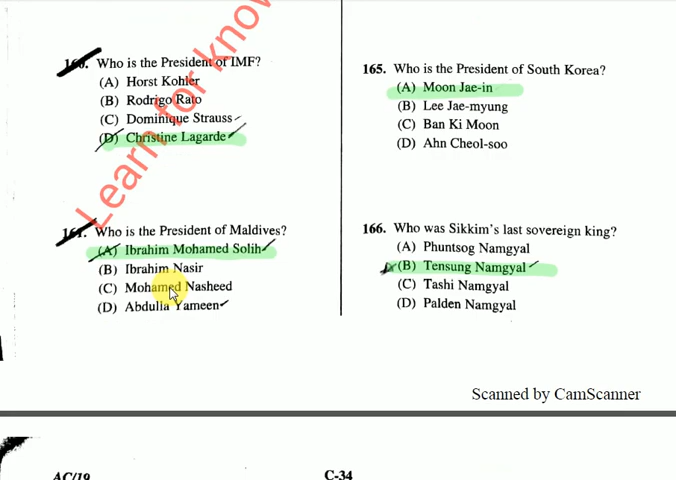 160. Who is the President of IMF?
(A) Horst Kohler
(B) Rodrigo Rato
(C) Dominique Strauss
(D) Christine Lagarde
161. Who is the President of Maldives?
(A) Ibrahim Mohamed Solih
(B) Ibrahim Nasir
(C) Mohamed Nasheed
(D) Abdulla Yameen
165. Who is the President of South Korea?
(A) Moon Jae-in
(B) Lee Jae-myung
(C) Ban Ki Moon
(D) Ahn Cheol-soo
166. Who was Sikkim's last sovereign king?
(A) Phuntsog Namgyal
(B) Tensung Namgyal
(C) Tashi Namgyal
(D) Palden Namgyal
Learn for know
Scanned by CamScanner
AC/19
C-34